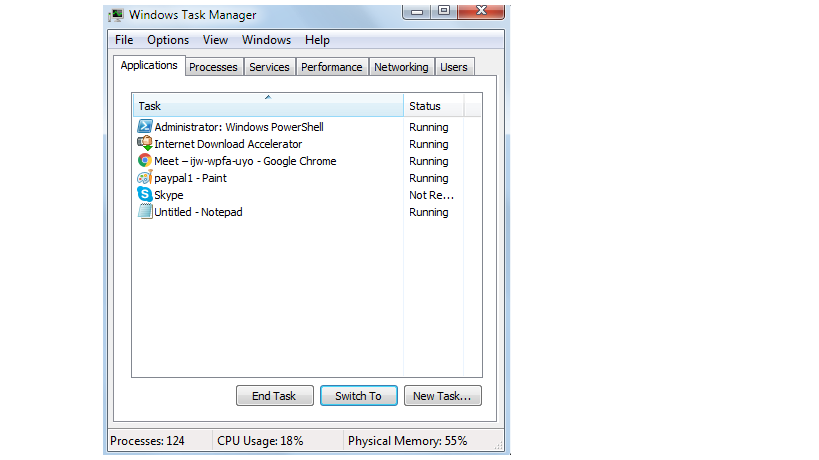 Windows Task Manager
File Options View Windows Help
Applications Processes Services Performance Networking Users
Task Status
Administrator: Windows PowerShell Running
Internet Download Accelerator Running
Meet – ijw-wpfa-uyo - Google Chrome Running
paypal1 - Paint Running
Skype Not Re...
Untitled - Notepad Running
End Task Switch To New Task...
Processes: 124 CPU Usage: 18% Physical Memory: 55%